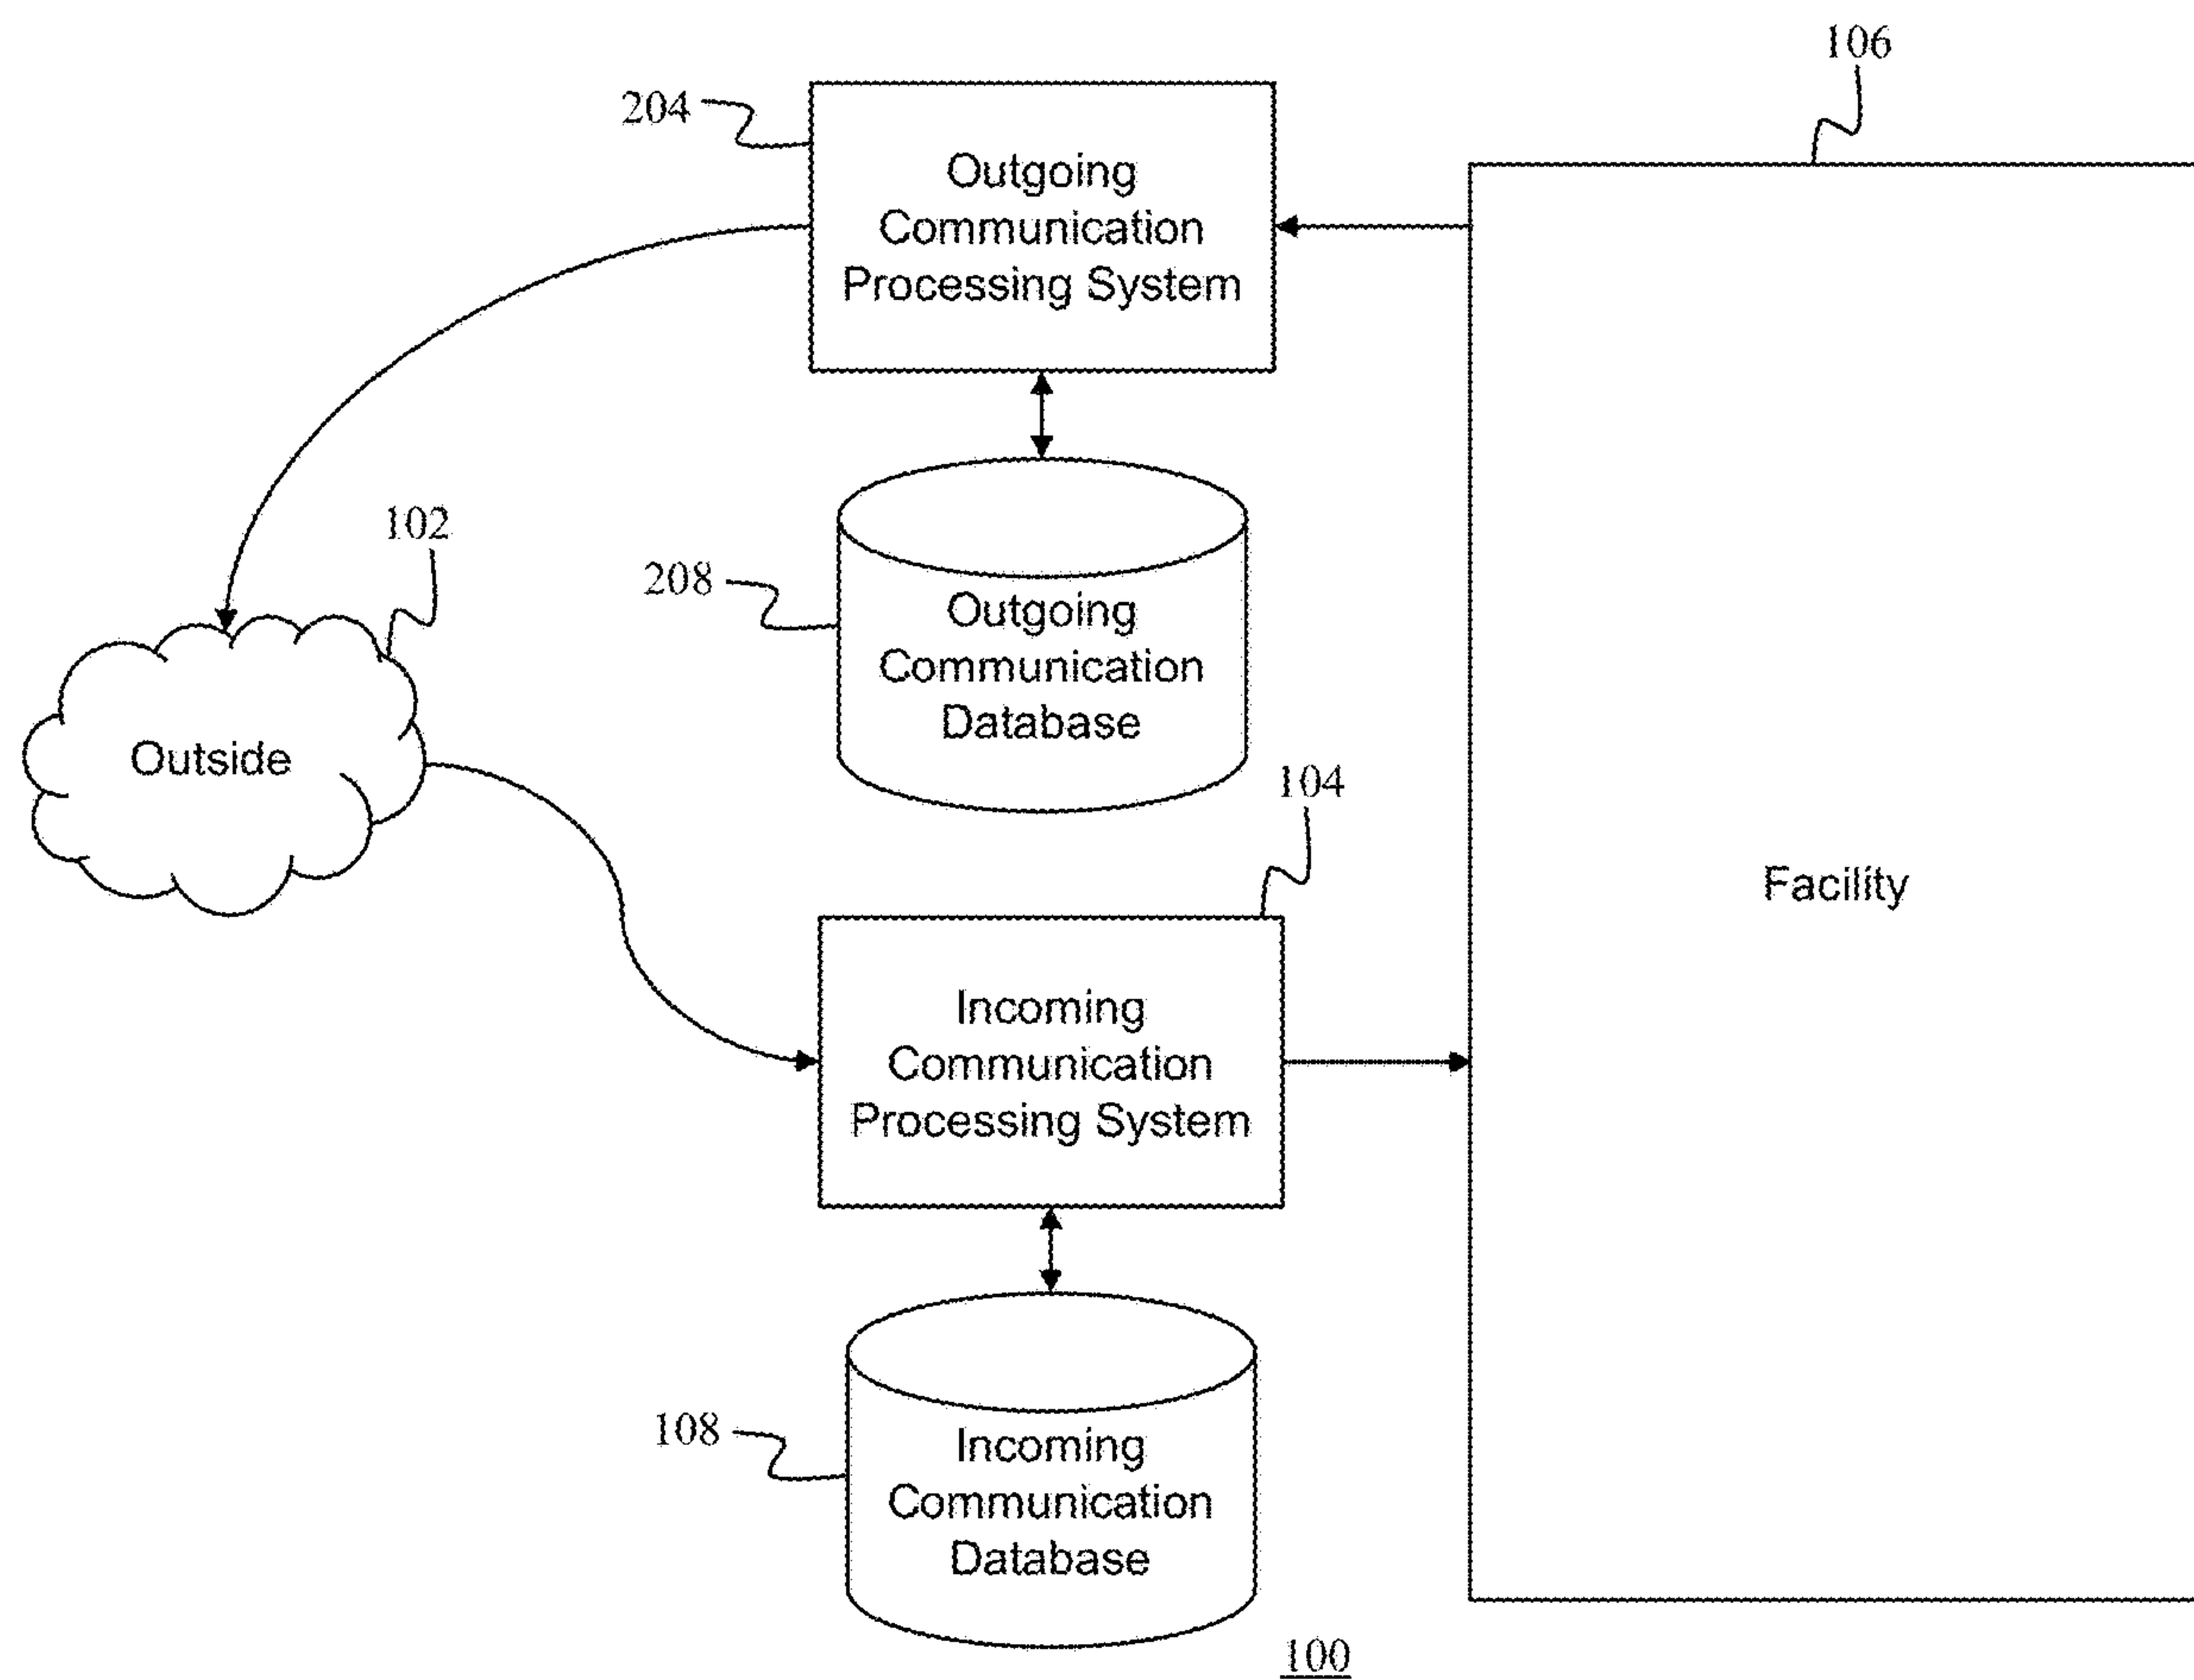 106
204
Outgoing
Communication
Processing System
102
208
Outgoing
Communication
Database
Outside
104
Facility
Incoming
Communication
Processing System
108
Incoming
Communication
Database
100